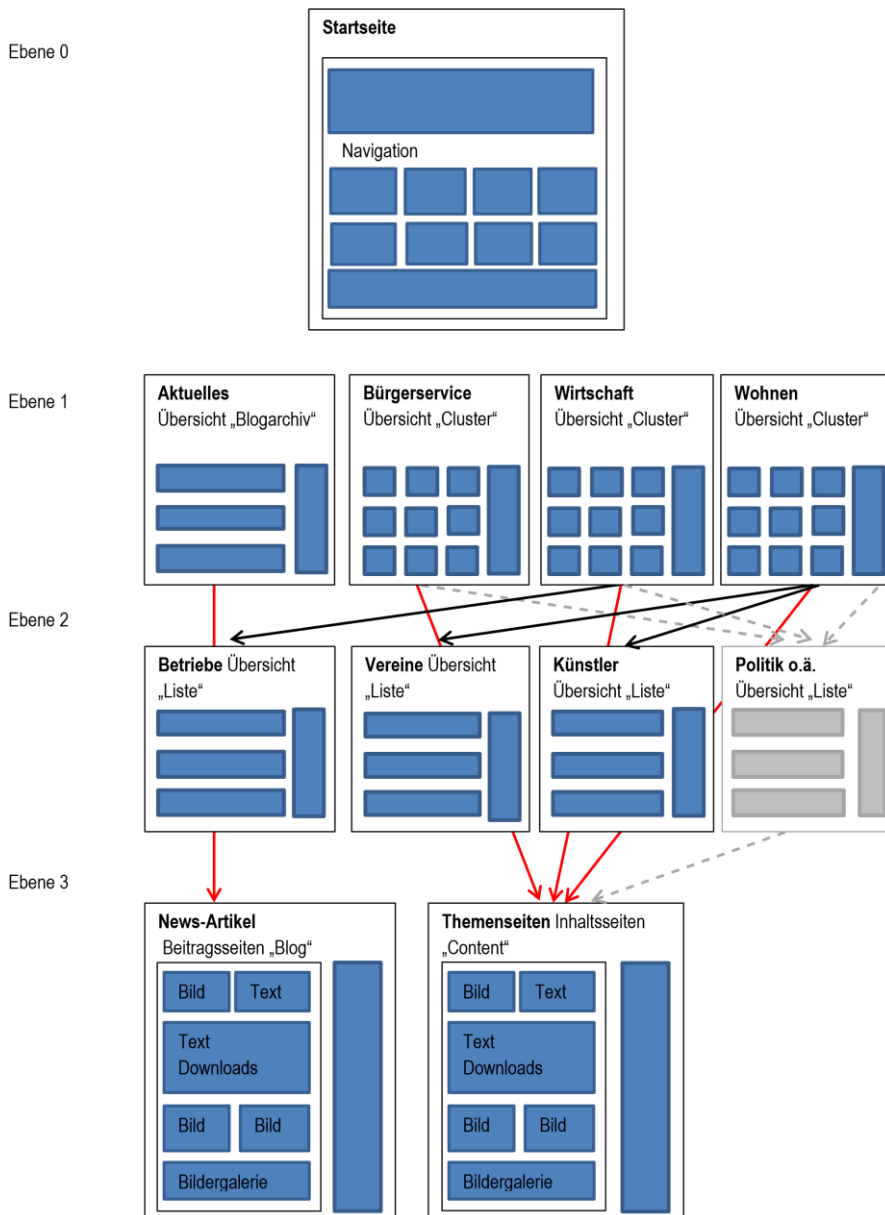 Startseite
Ebene 0
Navigation
Ebene 1
Aktuelles
Übersicht „Blogarchiv“
Bürgerservice
Übersicht „Cluster“
Wirtschaft
Übersicht „Cluster“
Wohnen
Übersicht „Cluster“
Ebene 2
Betriebe Übersicht
„Liste“
Vereine Übersicht
„Liste“
Künstler
Übersicht „Liste“
Politik o.ä.
Übersicht „Liste“
Ebene 3
News-Artikel
Beitragsseiten „Blog“
Bild
Text
Text
Downloads
Bild
Bild
Bildergalerie
Themenseiten Inhaltsseiten
„Content“
Bild
Text
Text
Downloads
Bild
Bild
Bildergalerie